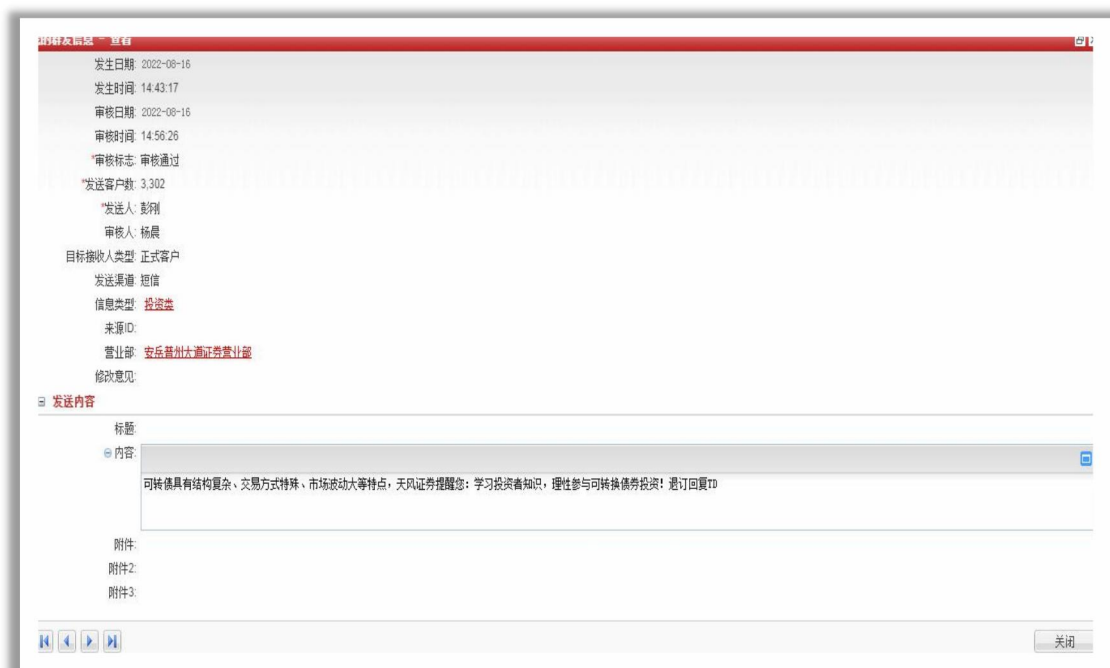 群发信息 - 查看
发生日期: 2022-08-16
发生时间: 14:43:17
审核日期: 2022-08-16
审核时间: 14:56:26
*审核标志: 审核通过
*发送客户数: 3,302
*发送人: 彭刚
审核人: 杨晨
目标接收人类型: 正式客户
发送渠道: 短信
信息类型: 投资类
来源ID:
营业部: 安岳普州大道证券营业部
修改意见:
发送内容
标题:
内容:
可转债具有结构复杂、交易方式特殊、市场波动大等特点，天风证券提醒您：学习投资者知识，理性参与可转换债券投资！退订回复TD
附件:
附件2:
附件3:
关闭